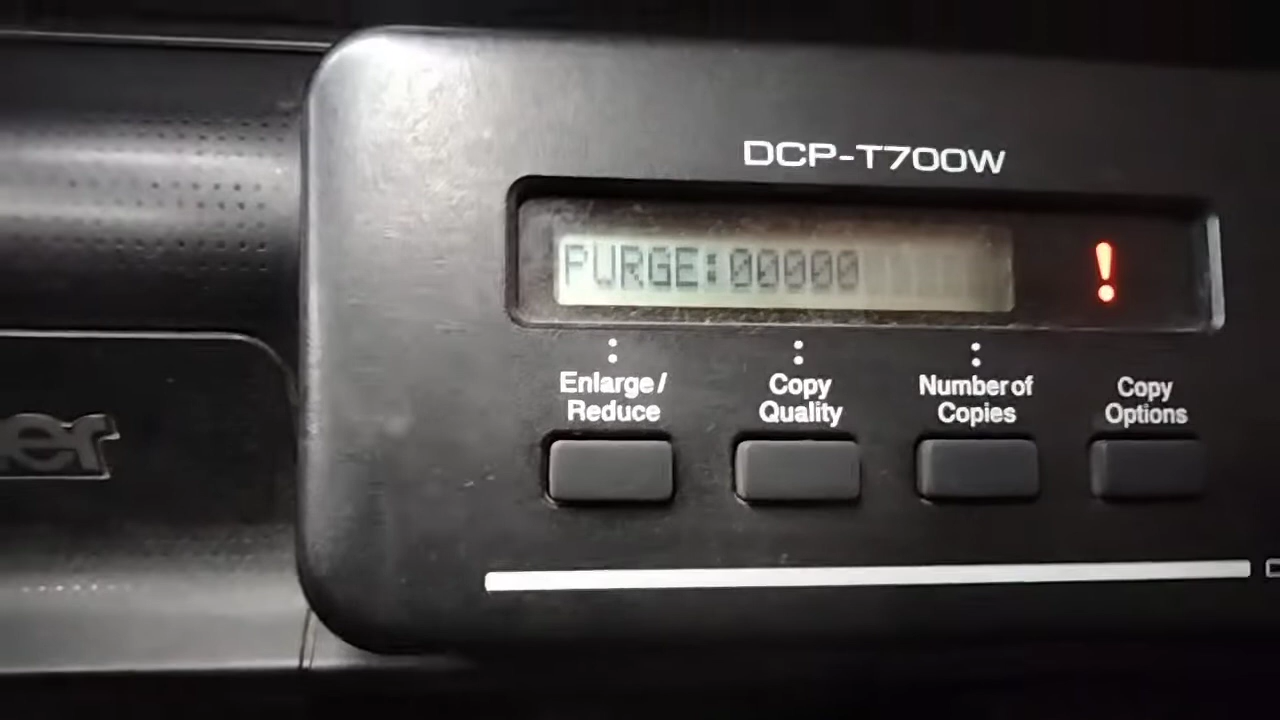 DCP-T700W
PURGE:00000
!
Enlarge/
Reduce
Copy
Quality
Number of
Copies
Copy
Options